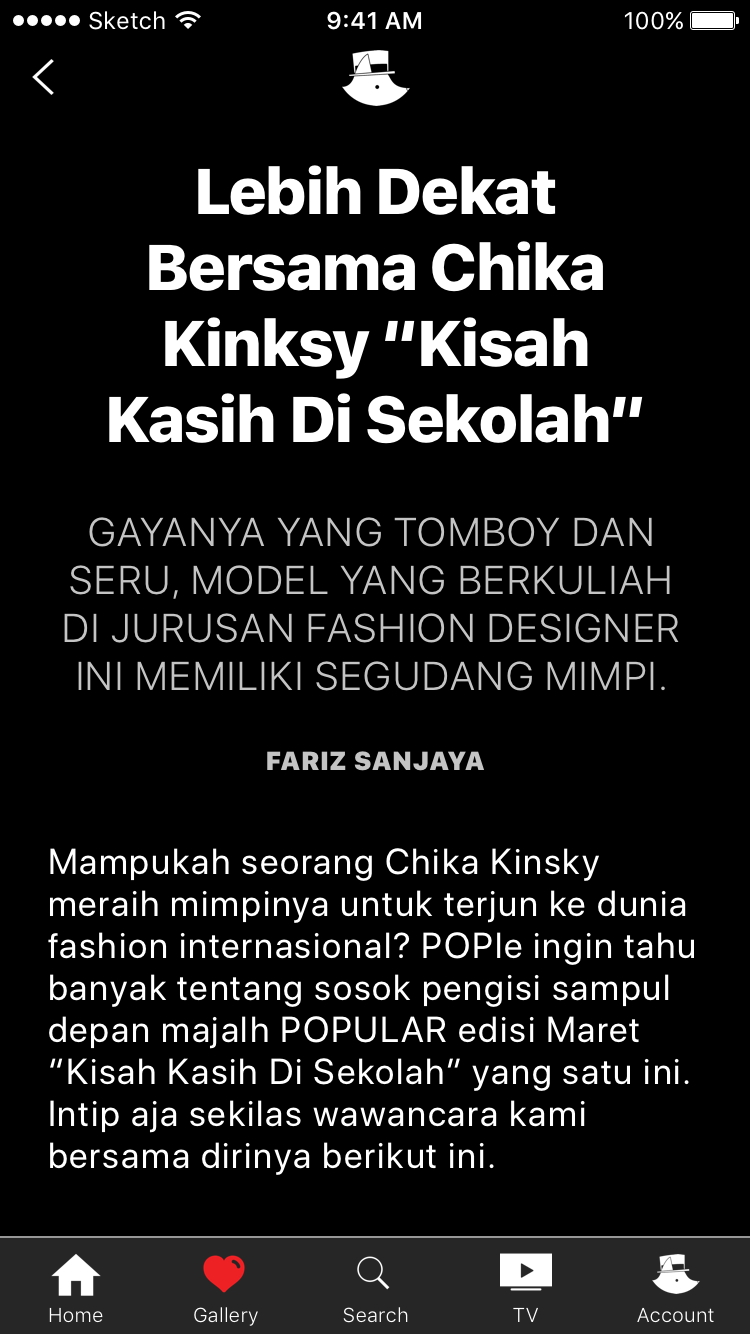 Sketch 9:41 AM 100%
Lebih Dekat
Bersama Chika
Kinksy “Kisah
Kasih Di Sekolah”
GAYANYA YANG TOMBOY DAN
SERU, MODEL YANG BERKULIAH
DI JURUSAN FASHION DESIGNER
INI MEMILIKI SEGUDANG MIMPI.
FARIZ SANJAYA
Mampukah seorang Chika Kinsky
meraih mimpinya untuk terjun ke dunia
fashion internasional? POPle ingin tahu
banyak tentang sosok pengisi sampul
depan majalh POPULAR edisi Maret
“Kisah Kasih Di Sekolah” yang satu ini.
Intip aja sekilas wawancara kami
bersama dirinya berikut ini.
Home Gallery Search TV Account